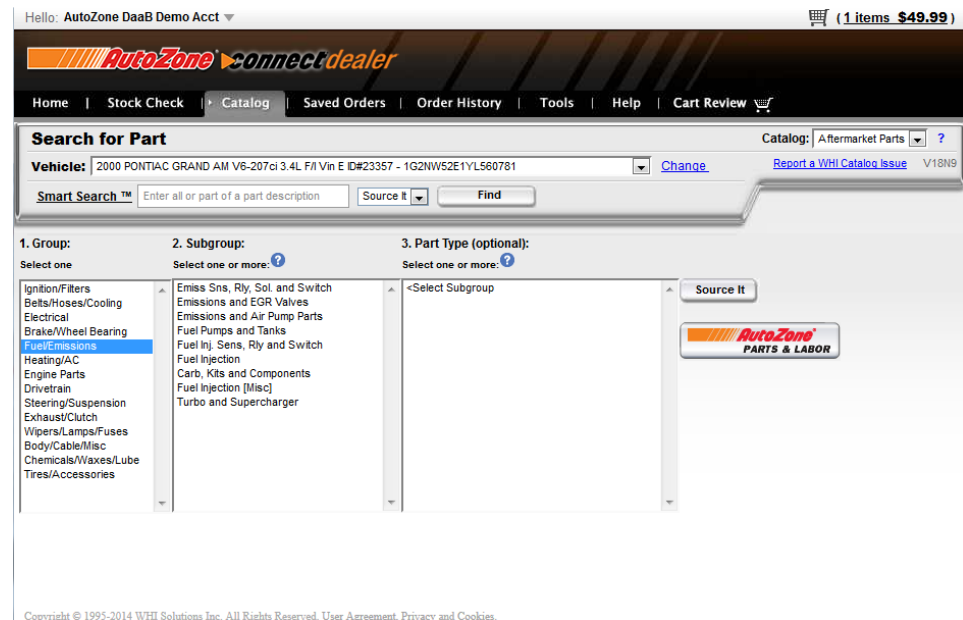 Hello: AutoZone DaaB Demo Acct
( 1 items $49.99 )
AutoZone connectdealer
Home | Stock Check | Catalog | Saved Orders | Order History | Tools | Help | Cart Review
Search for Part
Catalog: Aftermarket Parts ?
Vehicle: 2000 PONTIAC GRAND AM V6-207ci 3.4L F/I Vin E ID#23357 - 1G2NW52E1YL560781 Change
Report a WHI Catalog Issue V18N9
Smart Search ™ Enter all or part of a part description Source It Find
1. Group:
Select one
Ignition/Filters
Belts/Hoses/Cooling
Electrical
Brake/Wheel Bearing
Fuel/Emissions
Heating/AC
Engine Parts
Drivetrain
Steering/Suspension
Exhaust/Clutch
Wipers/Lamps/Fuses
Body/Cable/Misc
Chemicals/Waxes/Lube
Tires/Accessories
2. Subgroup:
Select one or more: ?
Emiss Sns, Rly, Sol. and Switch
Emissions and EGR Valves
Emissions and Air Pump Parts
Fuel Pumps and Tanks
Fuel Inj. Sens, Rly and Switch
Fuel Injection
Carb, Kits and Components
Fuel Injection [Misc]
Turbo and Supercharger
3. Part Type (optional):
Select one or more: ?
<Select Subgroup
Source It
AutoZone
PARTS & LABOR
Copyright © 1995-2014 WHI Solutions Inc. All Rights Reserved. User Agreement. Privacy and Cookies.